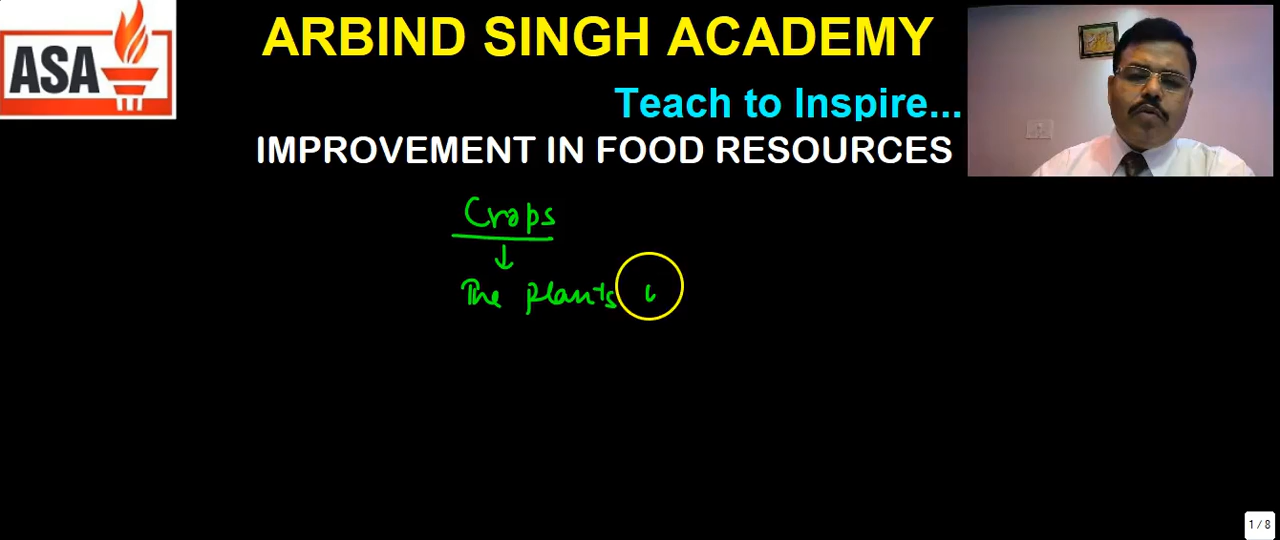 ASA
ARBIND SINGH ACADEMY
Teach to Inspire...
IMPROVEMENT IN FOOD RESOURCES
Crops
The plants
1 / 8